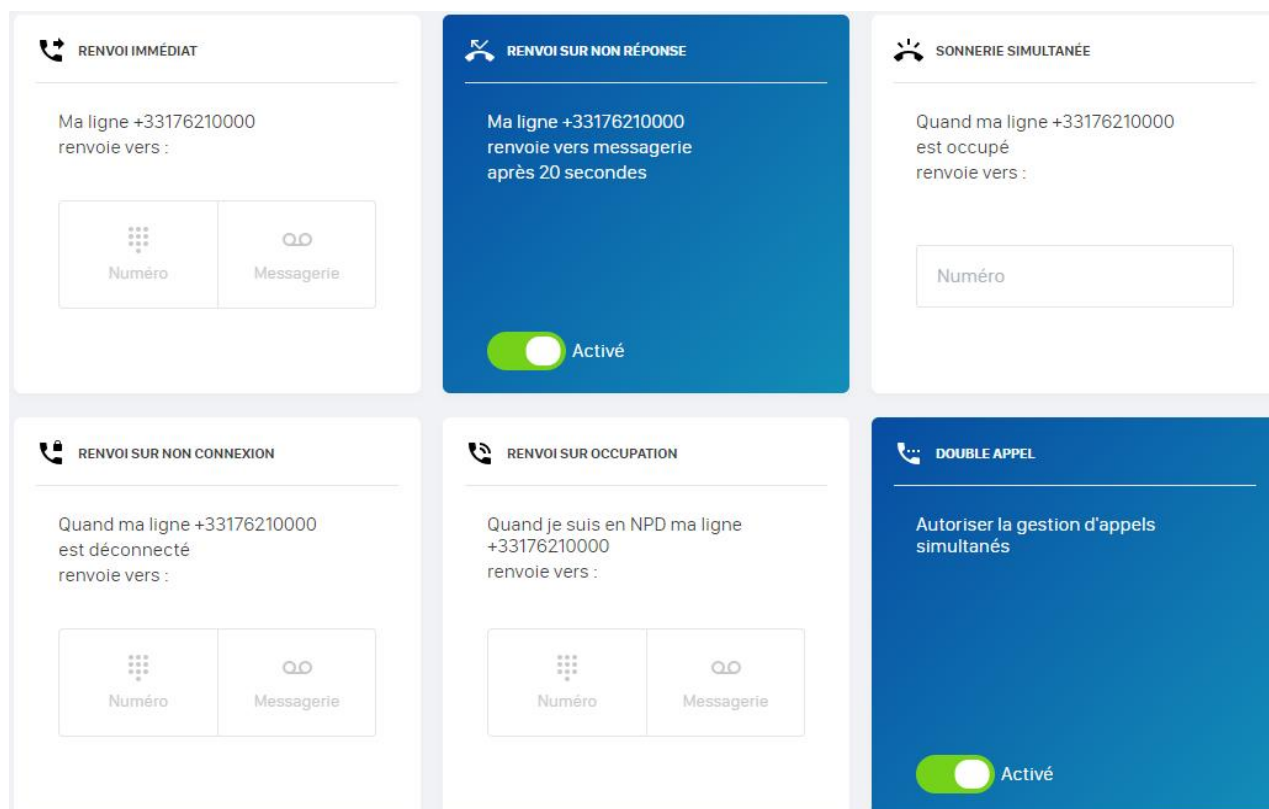 RENVOI IMMÉDIAT
Ma ligne +33176210000
renvoie vers :
Numéro
Messagerie
RENVOI SUR NON RÉPONSE
Ma ligne +33176210000
renvoie vers messagerie
après 20 secondes
Activé
SONNERIE SIMULTANÉE
Quand ma ligne +33176210000
est occupé
renvoie vers :
Numéro
RENVOI SUR NON CONNEXION
Quand ma ligne +33176210000
est déconnecté
renvoie vers :
Numéro
Messagerie
RENVOI SUR OCCUPATION
Quand je suis en NPD ma ligne
+33176210000
renvoie vers :
Numéro
Messagerie
DOUBLE APPEL
Autoriser la gestion d'appels
simultanés
Activé